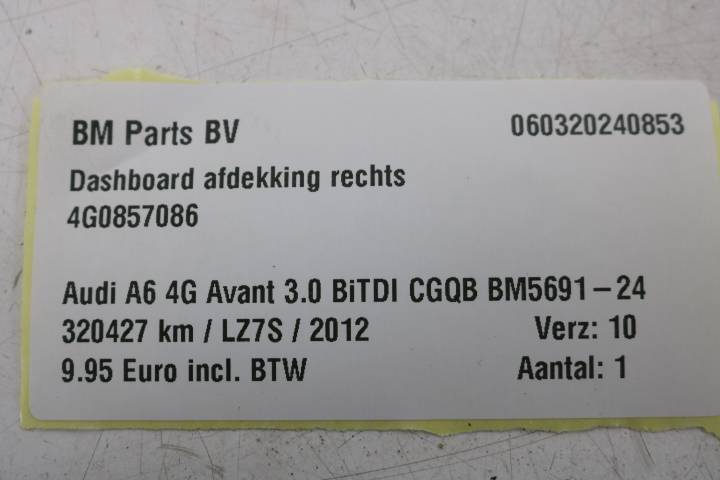 BM Parts BV 060320240853
Dashboard afdekking rechts
4G0857086
Audi A6 4G Avant 3.0 BiTDI CGQB BM5691-24
320427 km / LZ7S / 2012 Verz: 10
9.95 Euro incl. BTW Aantal: 1